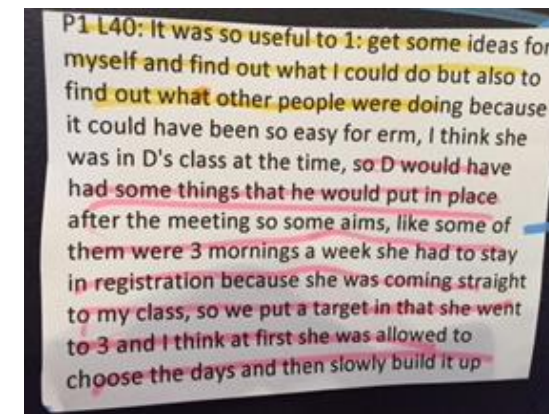 P1 L40: It was so useful to 1: get some ideas for
myself and find out what I could do but also to
find out what other people were doing because
it could have been so easy for erm, I think she
was in D's class at the time, so D would have
had some things that he would put in place
after the meeting so some aims, like some of
them were 3 mornings a week she had to stay
in registration because she was coming straight
to my class, so we put a target in that she went
to 3 and I think at first she was allowed to
choose the days and then slowly build it up